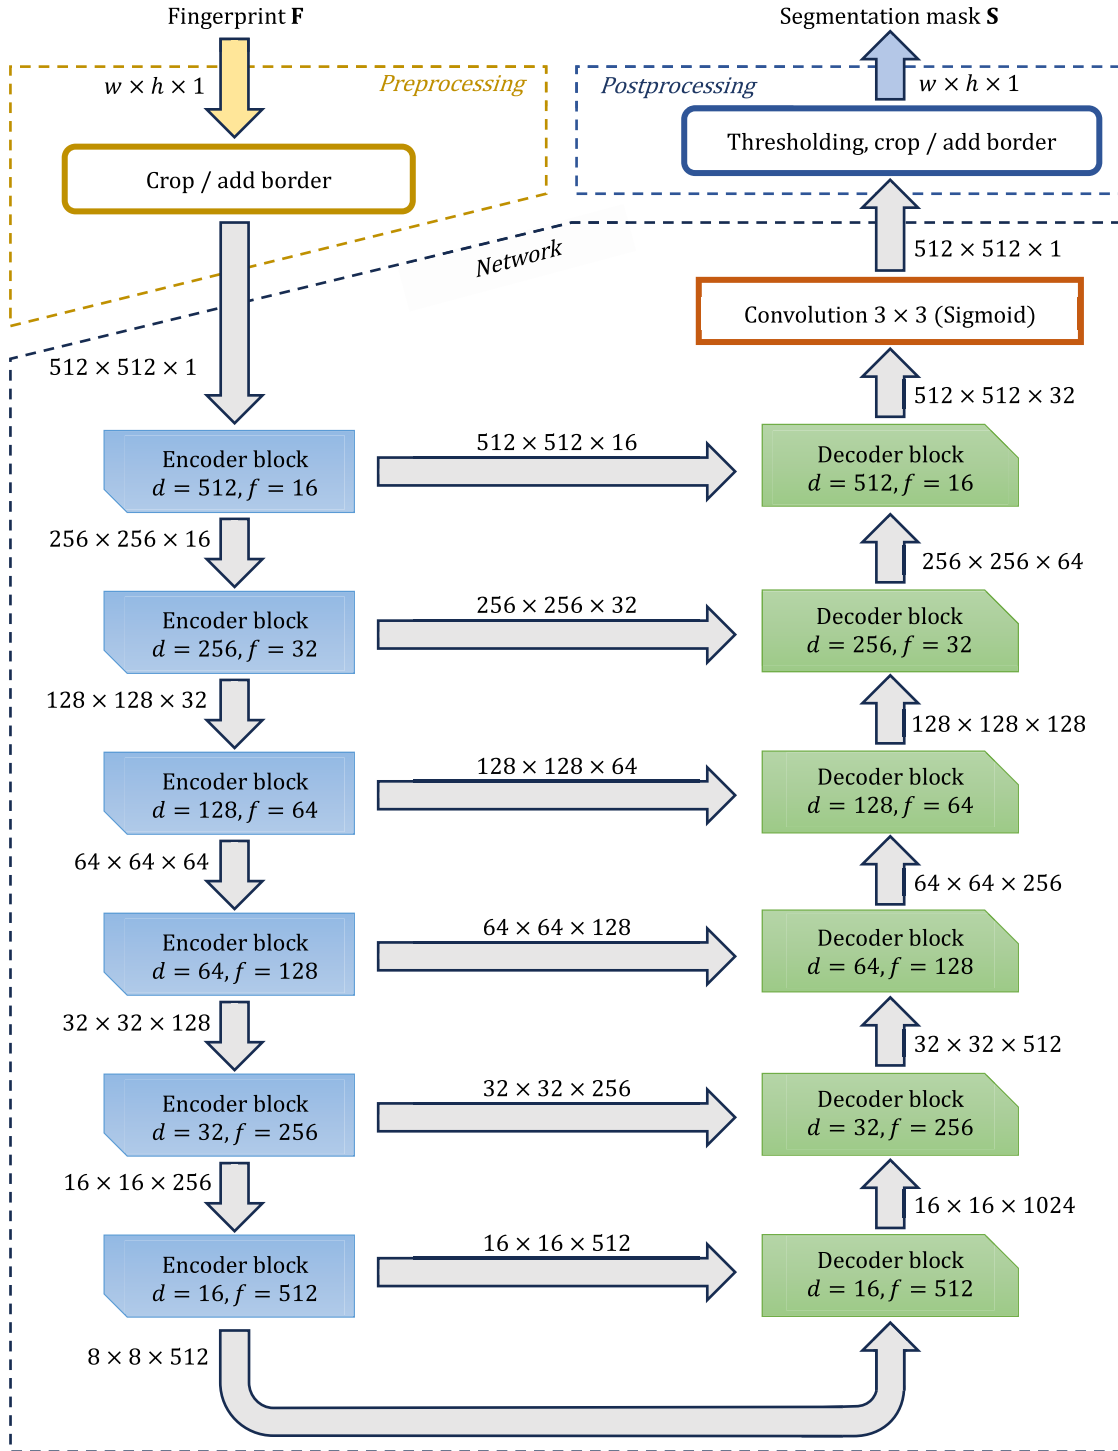 Fingerprint F
Segmentation mask S
w × h × 1
Preprocessing
Postprocessing
w × h × 1
Crop / add border
Thresholding, crop / add border
Network
512 × 512 × 1
Convolution 3 × 3 (Sigmoid)
512 × 512 × 1
512 × 512 × 32
Encoder block
d = 512, f = 16
512 × 512 × 16
Decoder block
d = 512, f = 16
256 × 256 × 16
256 × 256 × 64
Encoder block
d = 256, f = 32
256 × 256 × 32
Decoder block
d = 256, f = 32
128 × 128 × 32
128 × 128 × 128
Encoder block
d = 128, f = 64
128 × 128 × 64
Decoder block
d = 128, f = 64
64 × 64 × 64
64 × 64 × 256
Encoder block
d = 64, f = 128
64 × 64 × 128
Decoder block
d = 64, f = 128
32 × 32 × 128
32 × 32 × 512
Encoder block
d = 32, f = 256
32 × 32 × 256
Decoder block
d = 32, f = 256
16 × 16 × 256
16 × 16 × 1024
Encoder block
d = 16, f = 512
16 × 16 × 512
Decoder block
d = 16, f = 512
8 × 8 × 512